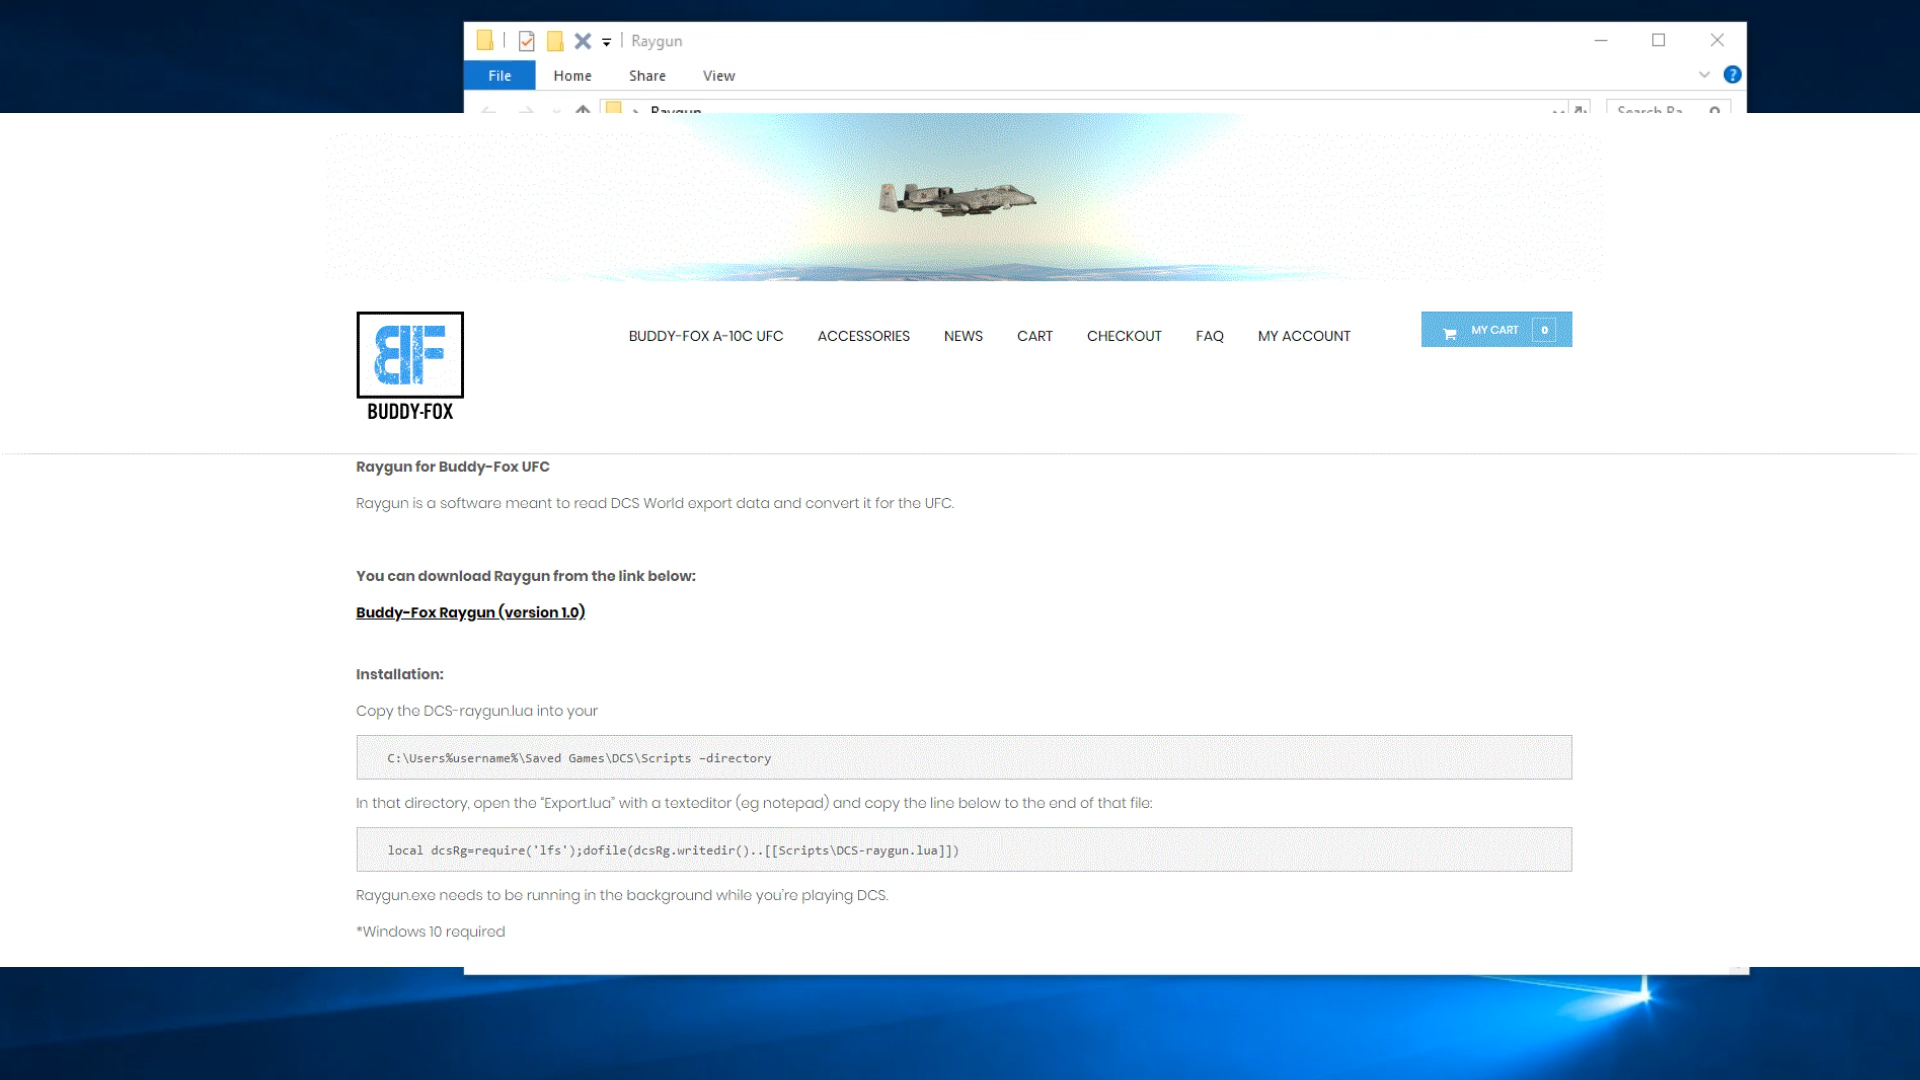 Raygun
File Home Share View
Raygun Search Ra
BUDDY-FOX A-10C UFC ACCESSORIES NEWS CART CHECKOUT FAQ MY ACCOUNT MY CART 0
BF
BUDDY-FOX
Raygun for Buddy-Fox UFC
Raygun is a software meant to read DCS World export data and convert it for the UFC.
You can download Raygun from the link below:
Buddy-Fox Raygun (version 1.0)
Installation:
Copy the DCS-raygun.lua into your
C:\Users%username%\Saved Games\DCS\Scripts –directory
In that directory, open the “Export.lua” with a texteditor (eg notepad) and copy the line below to the end of that file:
local dcsRg=require('lfs');dofile(dcsRg.writedir()..[[Scripts\DCS-raygun.lua]])
Raygun.exe needs to be running in the background while you’re playing DCS.
*Windows 10 required